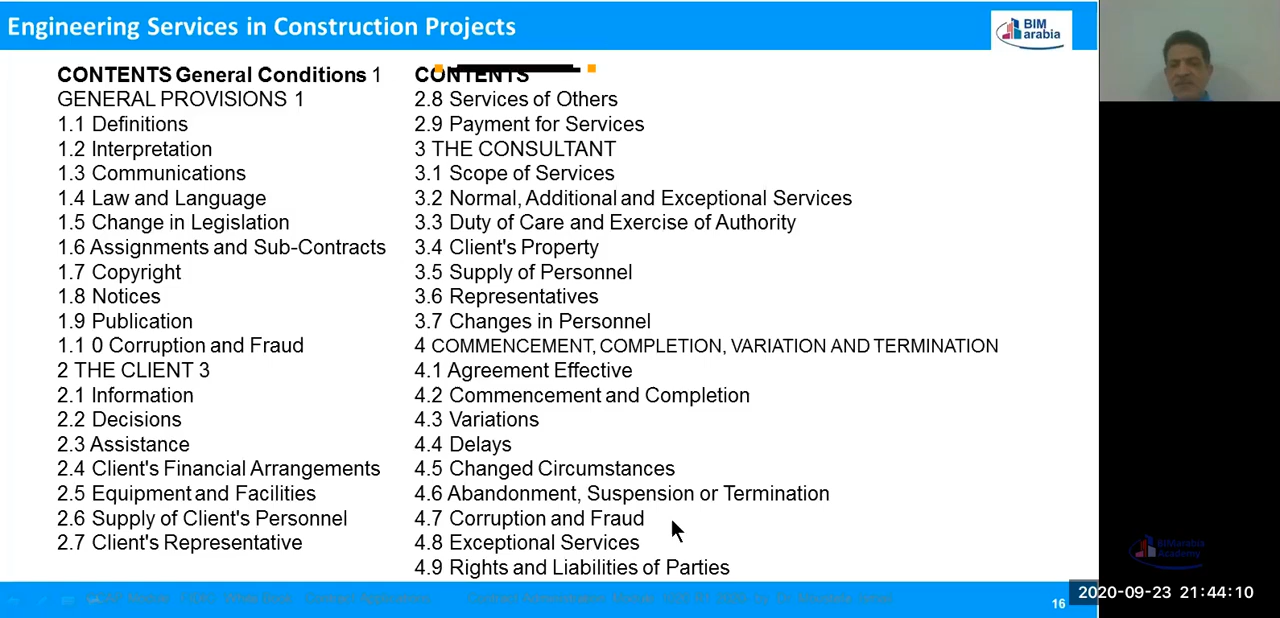 Engineering Services in Construction Projects
BIM
arabia
CONTENTS General Conditions 1
GENERAL PROVISIONS 1
1.1 Definitions
1.2 Interpretation
1.3 Communications
1.4 Law and Language
1.5 Change in Legislation
1.6 Assignments and Sub-Contracts
1.7 Copyright
1.8 Notices
1.9 Publication
1.1 0 Corruption and Fraud
2 THE CLIENT 3
2.1 Information
2.2 Decisions
2.3 Assistance
2.4 Client's Financial Arrangements
2.5 Equipment and Facilities
2.6 Supply of Client's Personnel
2.7 Client's Representative
CONTENTS
2.8 Services of Others
2.9 Payment for Services
3 THE CONSULTANT
3.1 Scope of Services
3.2 Normal, Additional and Exceptional Services
3.3 Duty of Care and Exercise of Authority
3.4 Client's Property
3.5 Supply of Personnel
3.6 Representatives
3.7 Changes in Personnel
4 COMMENCEMENT, COMPLETION, VARIATION AND TERMINATION
4.1 Agreement Effective
4.2 Commencement and Completion
4.3 Variations
4.4 Delays
4.5 Changed Circumstances
4.6 Abandonment, Suspension or Termination
4.7 Corruption and Fraud
4.8 Exceptional Services
4.9 Rights and Liabilities of Parties
BIMarabia
Academy
16
2020-09-23 21:44:10